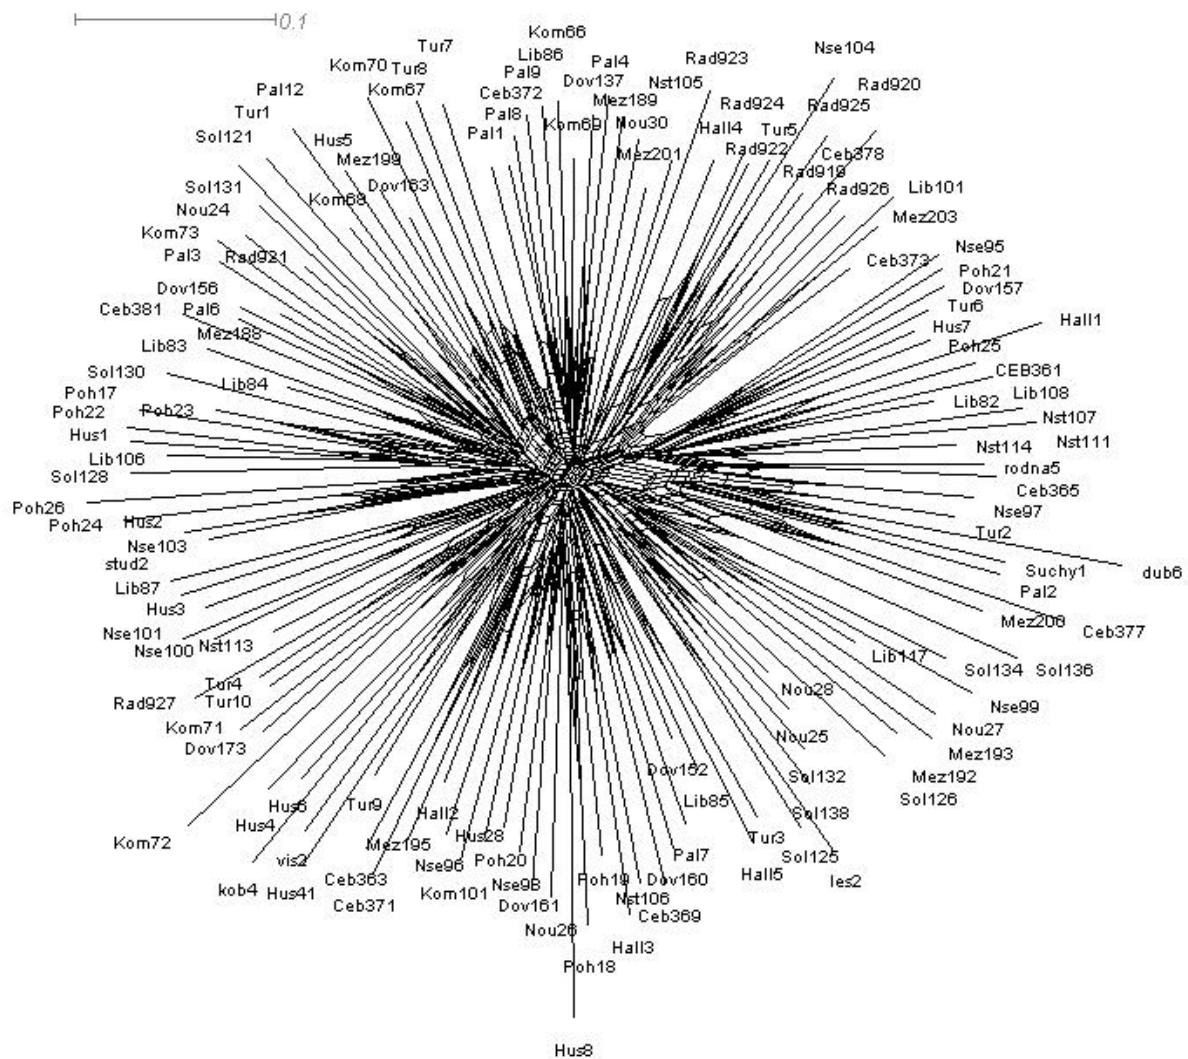 0.1
Kom66
Tur7
Lib86
Nse104
Pal4
Rad923
Kom70
Tur8
Pal9
Dov137
Nst105
Rad920
Pal12
Kom67
Ceb372
Mez189
Rad924
Rad925
Tur1
Pal8
Kom69
Nou30
Hall4
Tur5
Sol121
Hus5
Pal1
Mez201
Rad922
Ceb378
Mez199
Rad919
Sol131
Dov163
Rad926
Lib101
Kom68
Nou24
Mez203
Kom73
Nse95
Pal3
Rad921
Ceb373
Poh21
Dov156
Dov157
Ceb381
Pal6
Tur6
Hall1
Mez188
Hus7
Lib83
Poh25
Sol130
Lib84
CEB361
Poh17
Lib82
Lib108
Poh22
Poh23
Nst107
Hus1
Nst114
Nst111
Lib106
rodna5
Sol128
Ceb365
Poh26
Nse97
Poh24
Hus2
Tur2
Nse103
stud2
Suchy1
dub6
Lib87
Pal2
Hus3
Mez200
Ceb377
Nse101
Nse100
Nst113
Lib117
Sol134
Sol136
Tur4
Nou28
Rad927
Tur10
Nse99
Kom71
Nou27
Dov173
Nou25
Mez193
Dov152
Sol132
Mez192
Hus6
Tur9
Lib85
Sol126
Hus4
Hall2
Sol138
Kom72
Mez195
Hus28
Tur3
vis2
Nse96
Poh20
Pal7
Sol125
kob4
Hus41
Ceb363
Kom101
Nse98
Poh19
Dov160
Hall5
les2
Ceb371
Dov161
Nst106
Ceb369
Nou26
Hall3
Poh18
Hus8